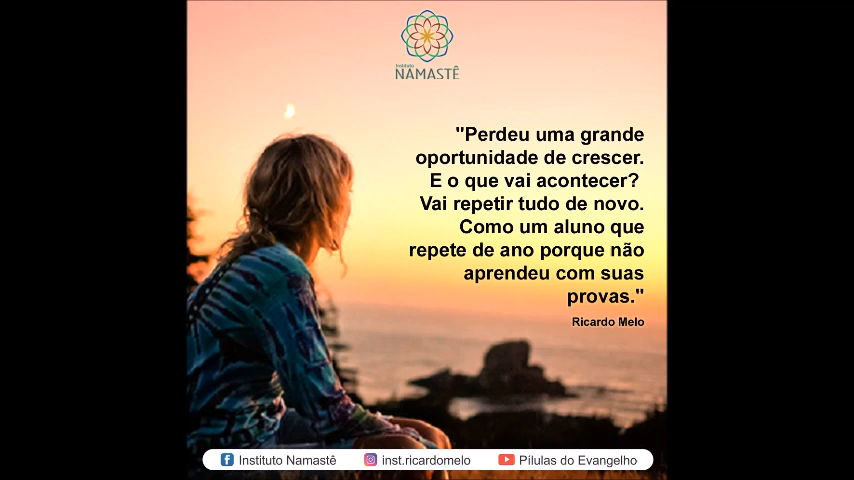 Instituto
NAMASTÊ
"Perdeu uma grande
oportunidade de crescer.
E o que vai acontecer?
Vai repetir tudo de novo.
Como um aluno que
repete de ano porque não
aprendeu com suas
provas."
Ricardo Melo
Instituto Namastê inst.ricardomelo Pílulas do Evangelho